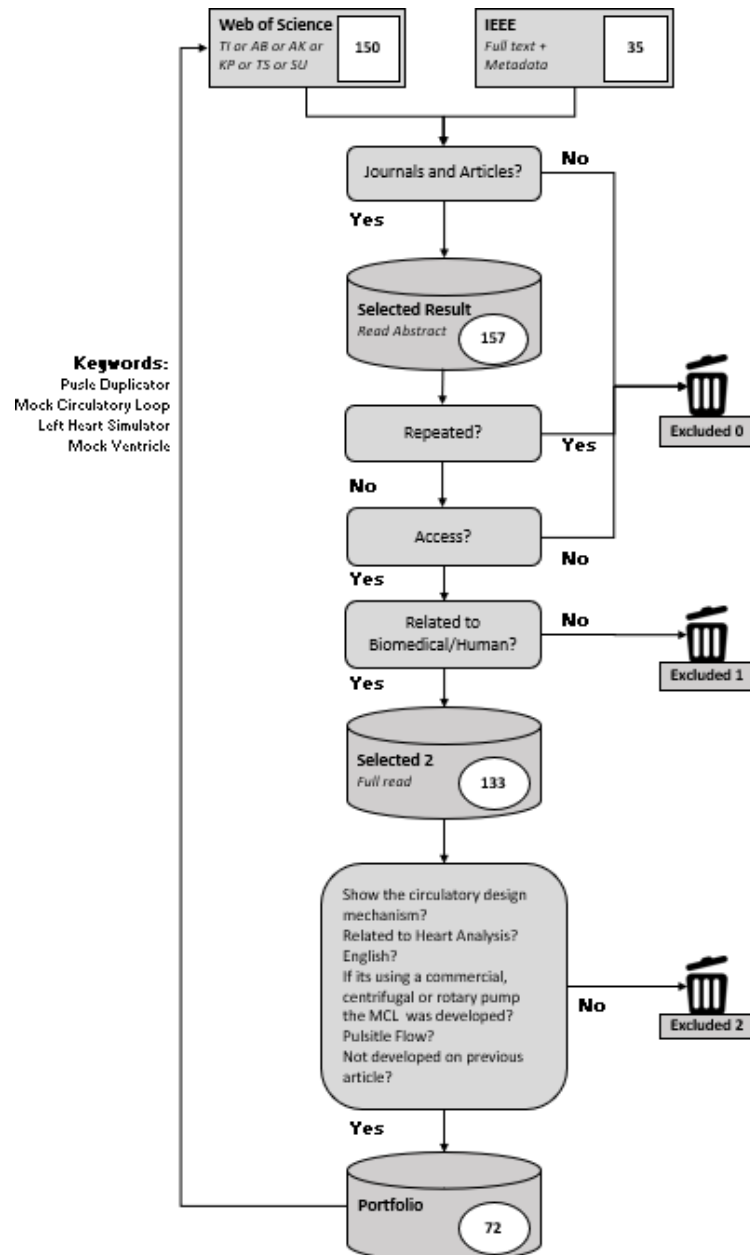 Web of Science
TI or AB or AK or
KP or TS or SU
150
IEEE
Full text +
Metadata
35
Journals and Articles?
No
Yes
Selected Result
Read Abstract
157
Keywords:
Pusle Duplicator
Mock Circulatory Loop
Left Heart Simulator
Mock Ventricle
Repeated?
Yes
Excluded 0
No
Access?
No
Yes
Related to
Biomedical/Human?
No
Excluded 1
Yes
Selected 2
Full read
133
Show the circulatory design
mechanism?
Related to Heart Analysis?
English?
If its using a commercial,
centrifugal or rotary pump
the MCL was developed?
Pulsitle Flow?
Not developed on previous
article?
No
Excluded 2
Yes
Portfolio
72